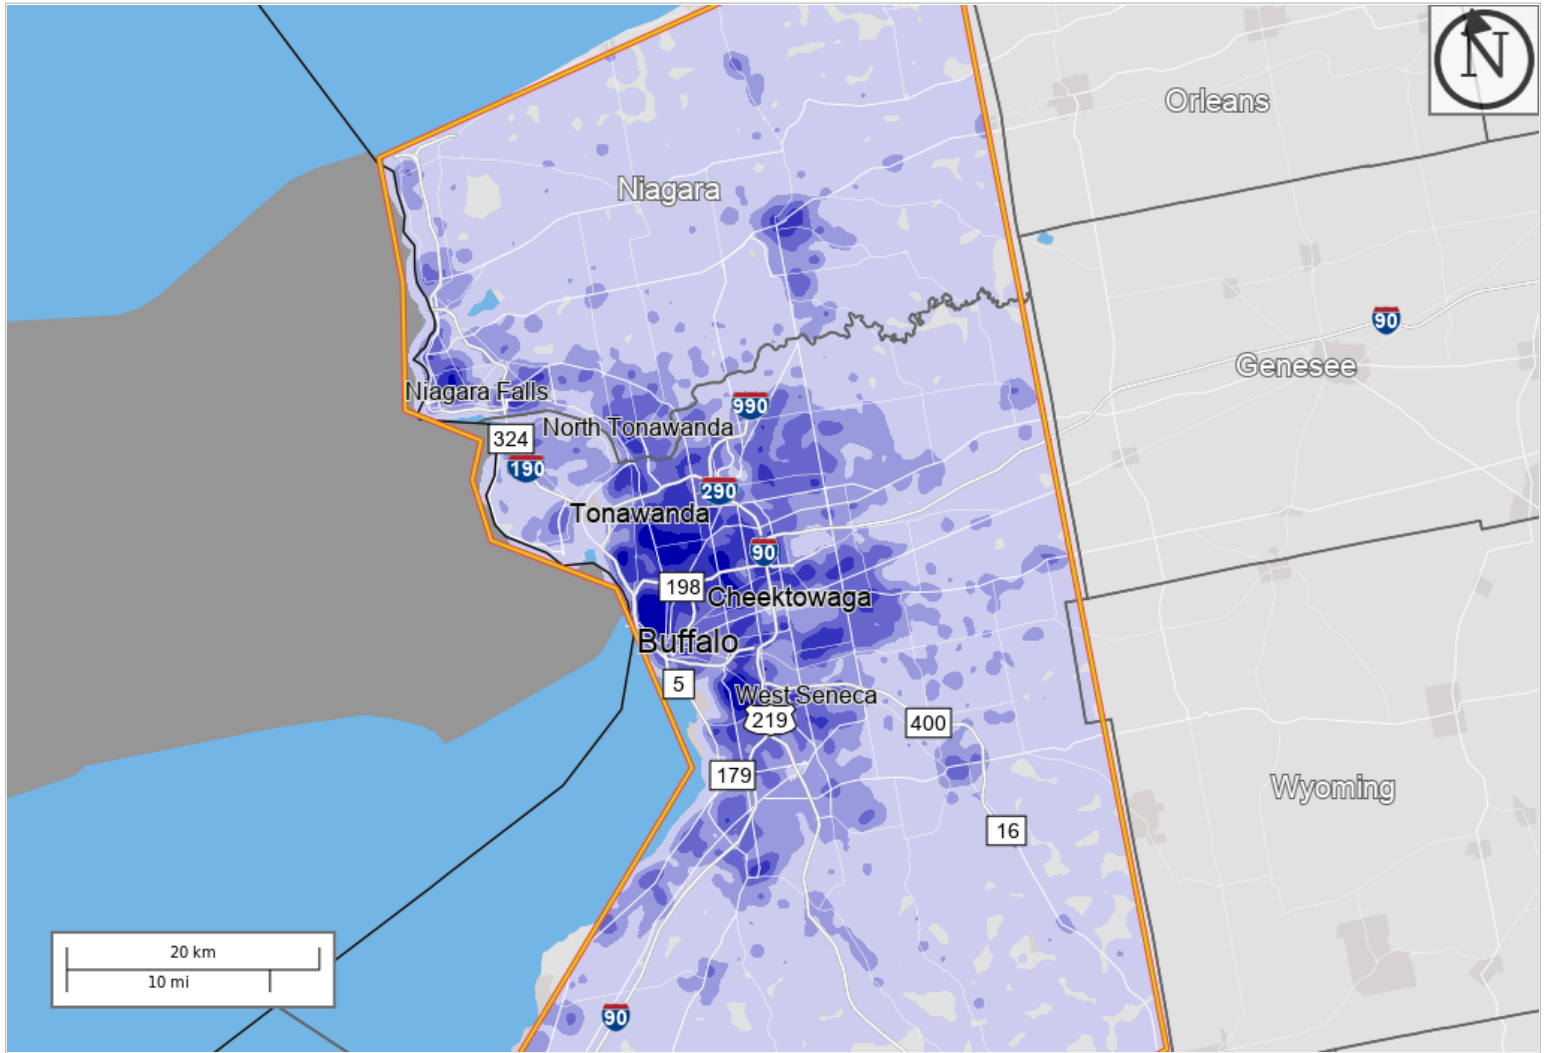 N
Orleans
Niagara
90
Genesee
Niagara Falls
990
324
North Tonawanda
190
290
Tonawanda
90
198
Cheektowaga
Buffalo
5
West Seneca
219
400
179
Wyoming
16
20 km
10 mi
90